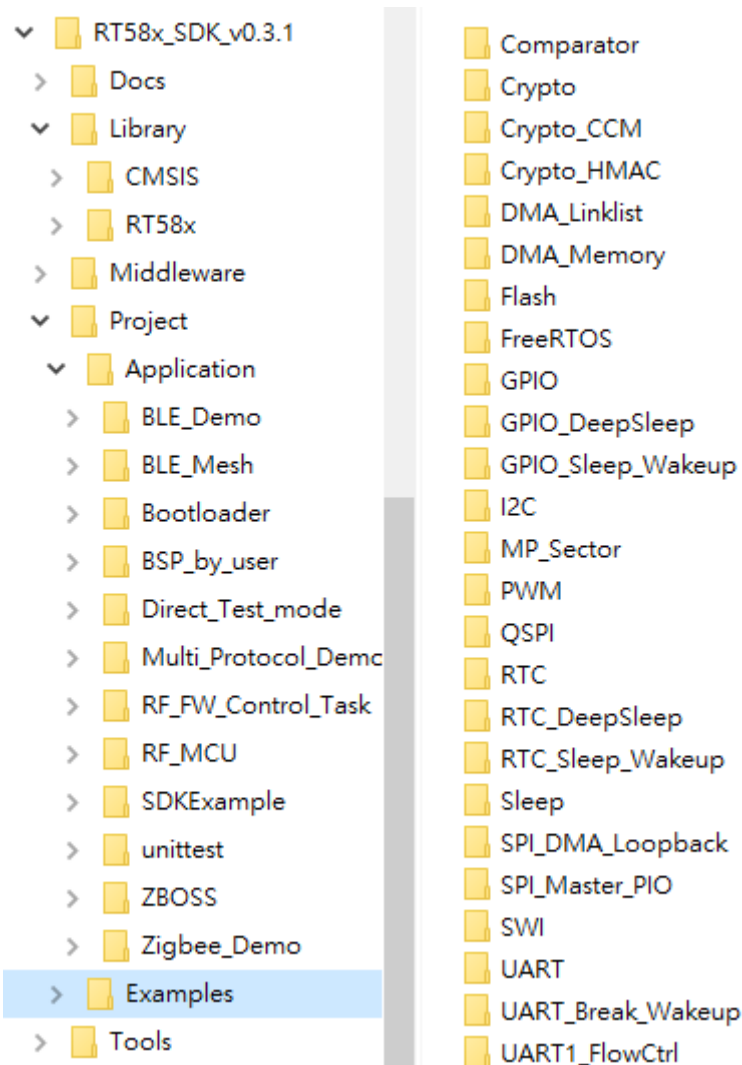 RT58x_SDK_v0.3.1
Docs
Library
CMSIS
RT58x
Middleware
Project
Application
BLE_Demo
BLE_Mesh
Bootloader
BSP_by_user
Direct_Test_mode
Multi_Protocol_Demo
RF_FW_Control_Task
RF_MCU
SDKExample
unittest
ZBOSS
Zigbee_Demo
Examples
Tools
Comparator
Crypto
Crypto_CCM
Crypto_HMAC
DMA_Linklist
DMA_Memory
Flash
FreeRTOS
GPIO
GPIO_DeepSleep
GPIO_Sleep_Wakeup
I2C
MP_Sector
PWM
QSPI
RTC
RTC_DeepSleep
RTC_Sleep_Wakeup
Sleep
SPI_DMA_Loopback
SPI_Master_PIO
SWI
UART
UART_Break_Wakeup
UART1_FlowCtrl